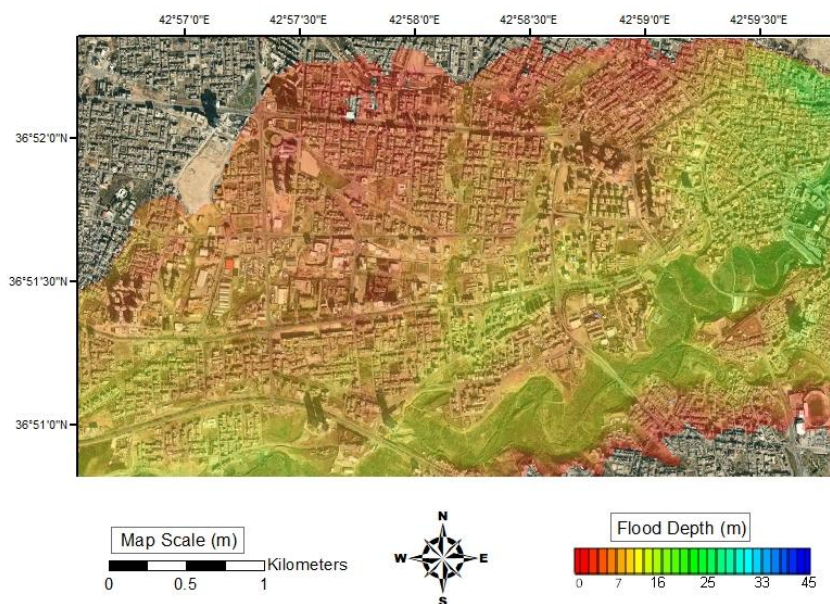 42°57'0"E 42°57'30"E 42°58'0"E 42°58'30"E 42°59'0"E 42°59'30"E
36°52'0"N
36°51'30"N
36°51'0"N
Map Scale (m)
Kilometers
0 0.5 1
N
W E
S
Flood Depth (m)
0 7 16 25 33 45